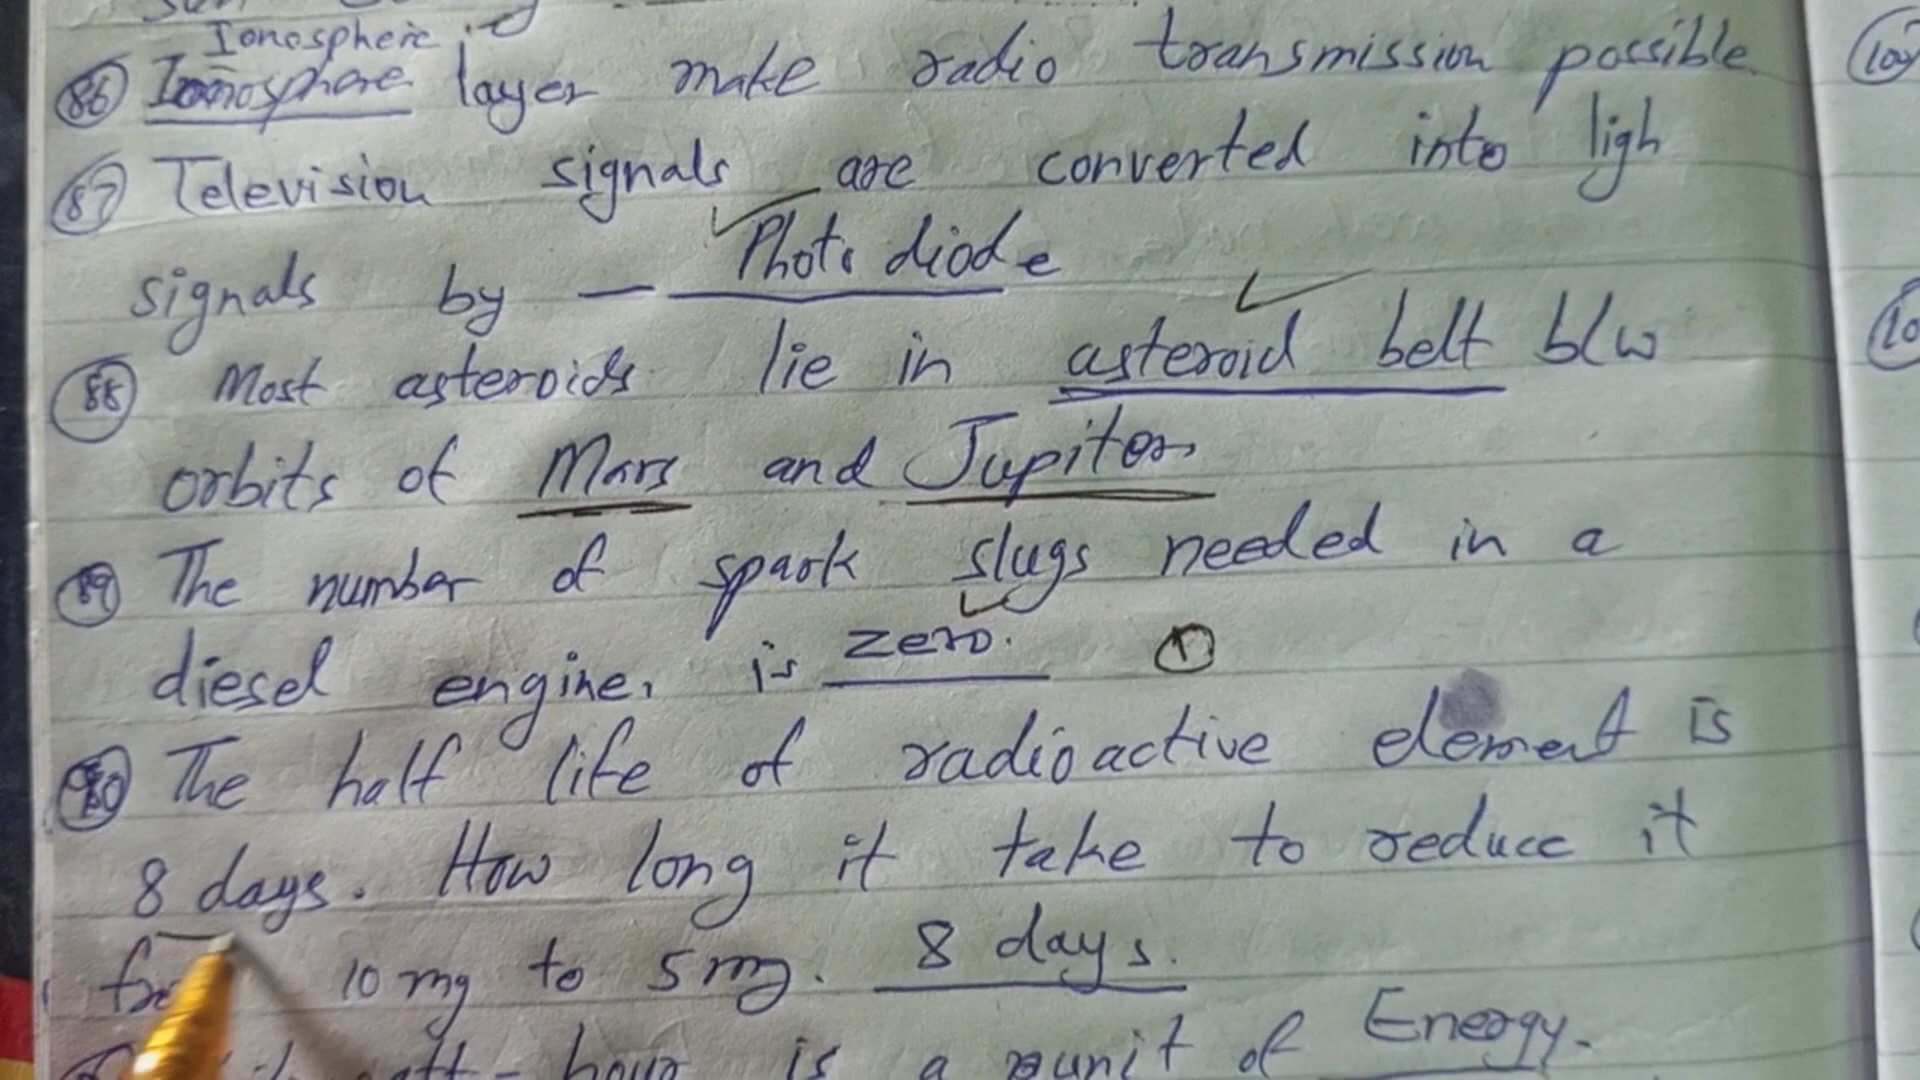 Ionospheric
(86) Ionosphere layer make radio transmission possible
(87) Television signals are converted into ligh
signals by — Photo diode
(88) Most asteroids lie in asteroid belt b/w
orbits of Mars and Jupiter
(89) The number of spark slugs needed in a
diesel engine, is zero.
(90) The half life of radioactive element is
8 days. How long it take to reduce it
10 mg to 5 mg. 8 days.
hour is a unit of Energy.